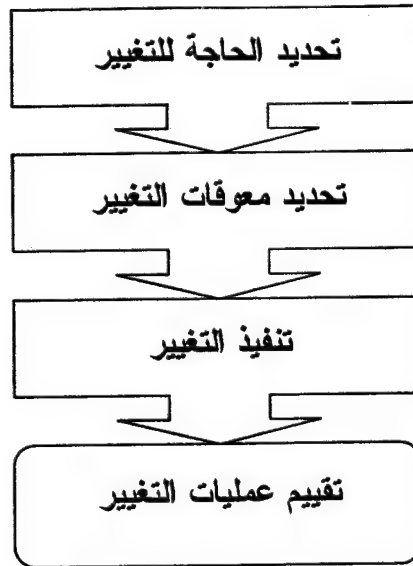 تحديد الحاجة للتغيير
تحديد معوقات التغيير
تنفيذ التغيير
تقييم عمليات التغيير